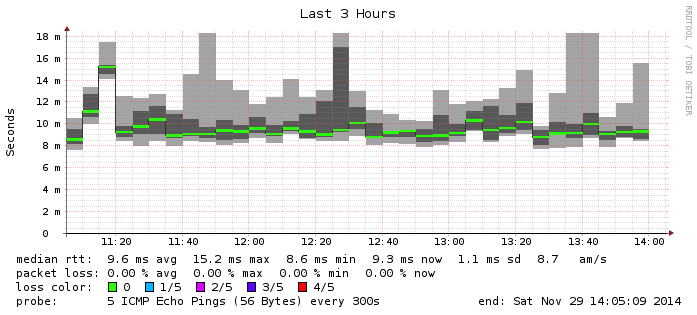 Last 3 Hours
RRDTOOL / TOBI OETIKER
Seconds
18 m
16 m
14 m
12 m
10 m
8 m
6 m
4 m
2 m
0
11:20 11:40 12:00 12:20 12:40 13:00 13:20 13:40 14:00
median rtt: 9.6 ms avg 15.2 ms max 8.6 ms min 9.3 ms now 1.1 ms sd 8.7 am/s
packet loss: 0.00 % avg 0.00 % max 0.00 % min 0.00 % now
loss color: 0 1/5 2/5 3/5 4/5
probe: 5 ICMP Echo Pings (56 Bytes) every 300s end: Sat Nov 29 14:05:09 2014